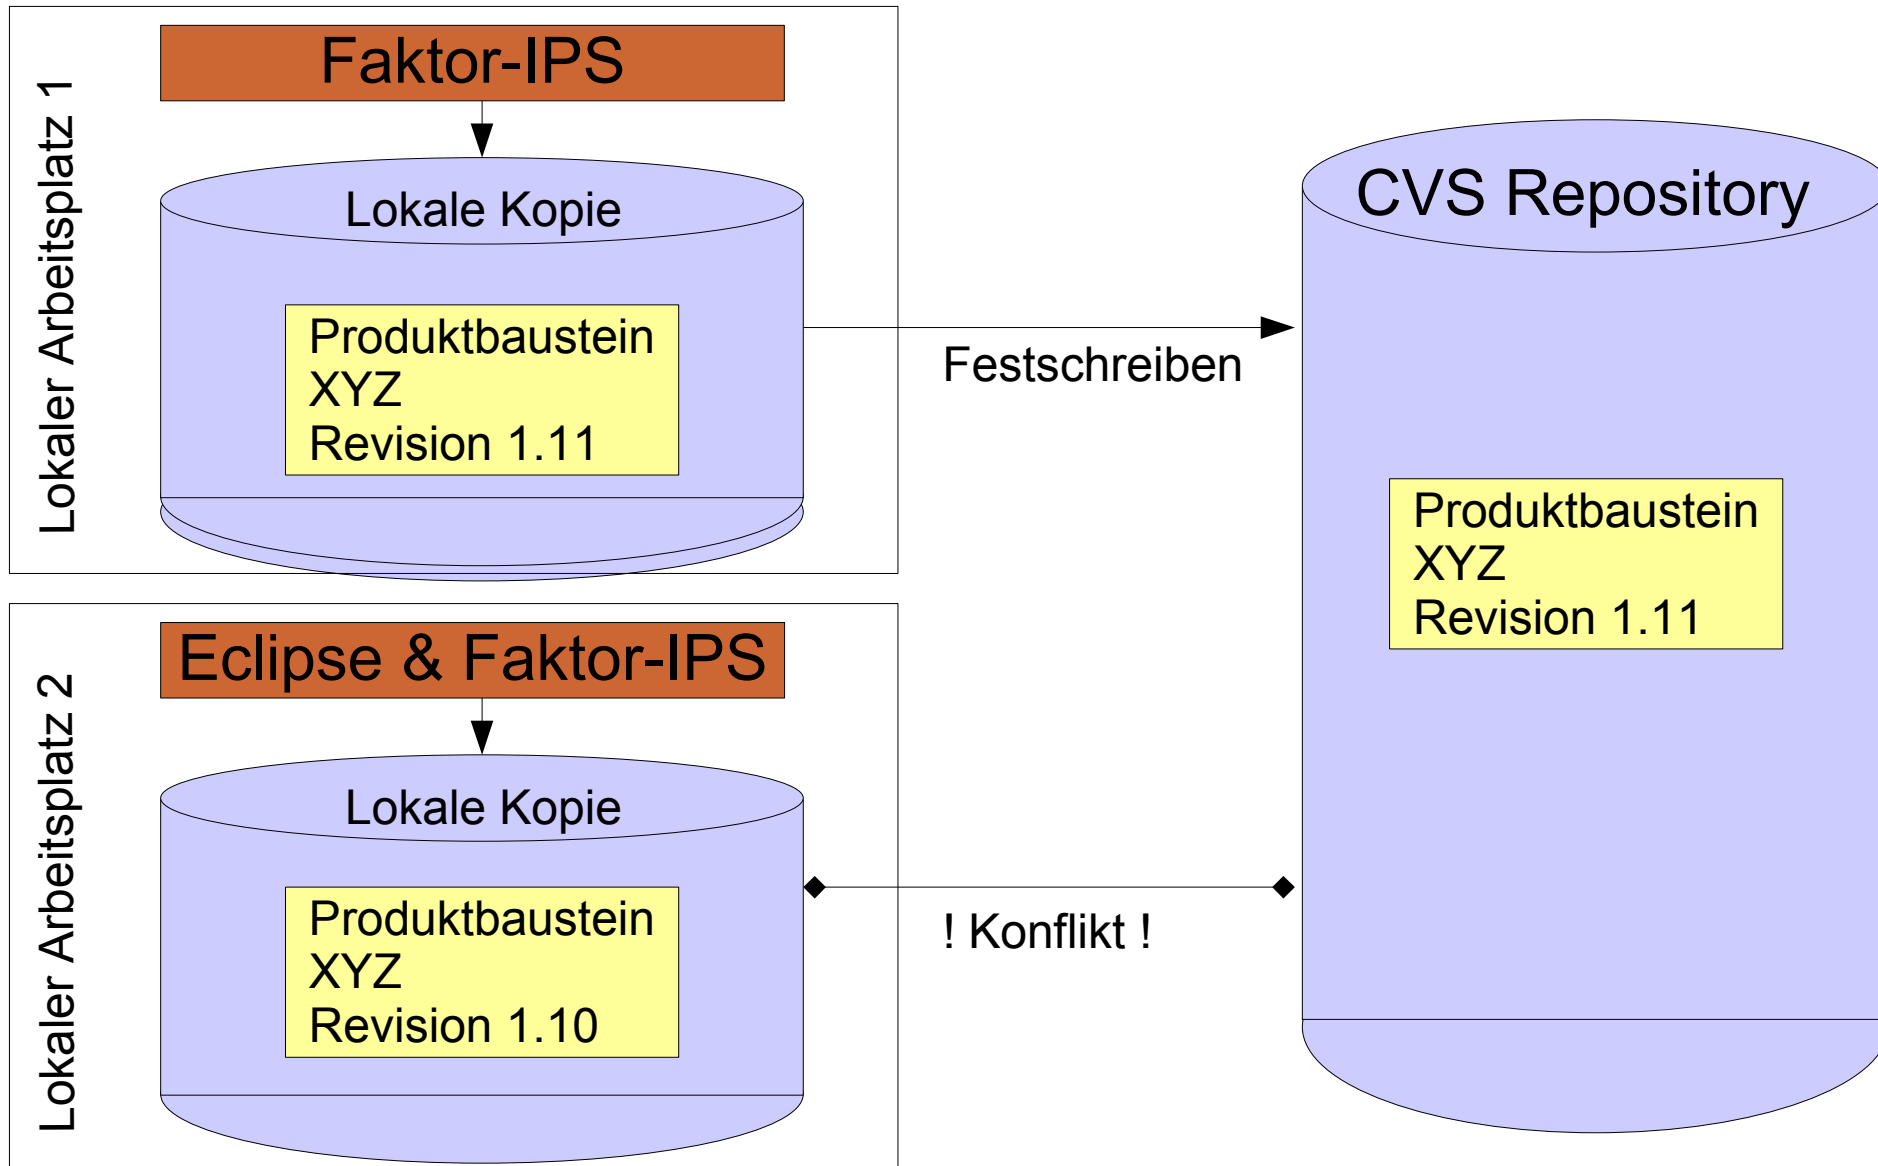 Lokaler Arbeitsplatz 1
Faktor-IPS
Lokale Kopie
Produktbaustein
XYZ
Revision 1.11
Festschreiben
CVS Repository
Produktbaustein
XYZ
Revision 1.11
Lokaler Arbeitsplatz 2
Eclipse & Faktor-IPS
Lokale Kopie
Produktbaustein
XYZ
Revision 1.10
! Konflikt !